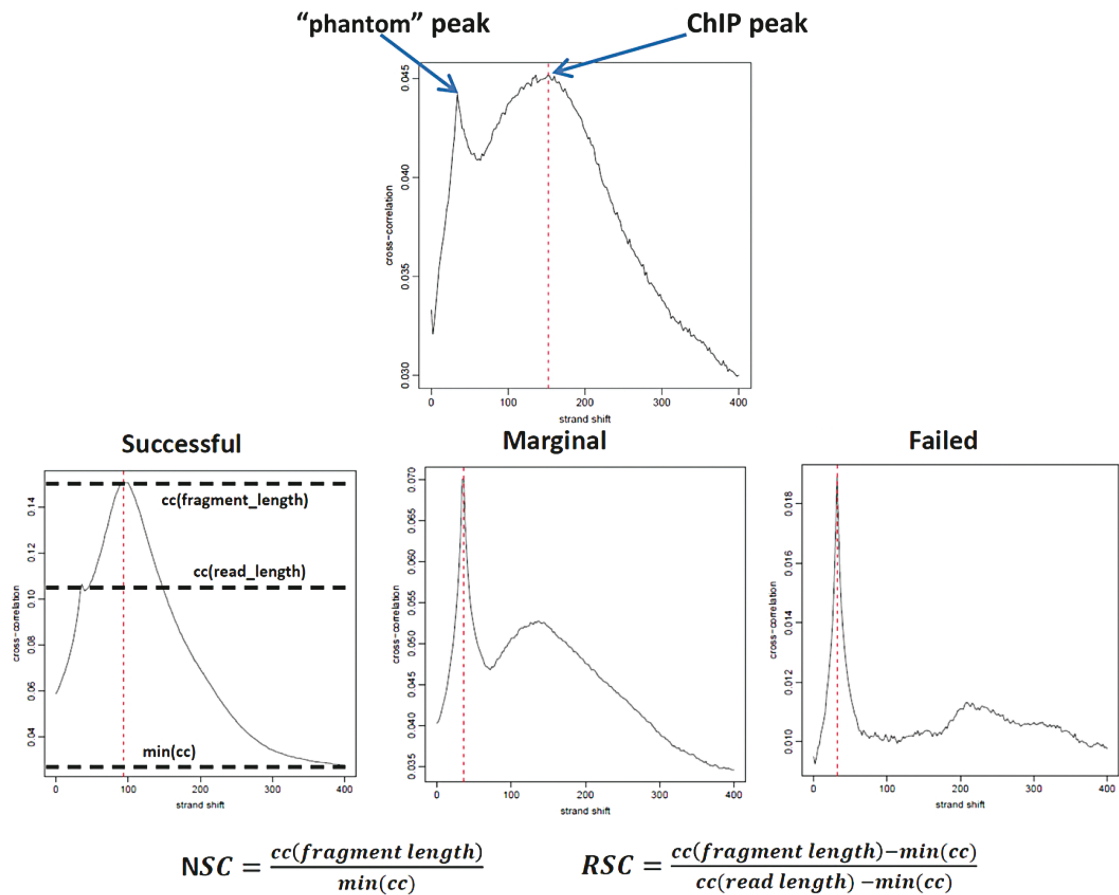 “phantom” peak
ChIP peak
cross-correlation
0.045
0.040
0.035
0.030
0 100 200 300 400
strand shift
Successful
cross-correlation
0.14
0.12
0.10
0.08
0.06
0.04
cc(fragment_length)
cc(read_length)
min(cc)
0 100 200 300 400
strand shift
Marginal
cross-correlation
0.070
0.065
0.060
0.055
0.050
0.045
0.040
0.035
0 100 200 300 400
strand shift
Failed
cross-correlation
0.018
0.016
0.014
0.012
0.010
0 100 200 300 400
strand shift
NSC = cc(fragment length) / min(cc)
RSC = cc(fragment length)−min(cc) / cc(read length) −min(cc)